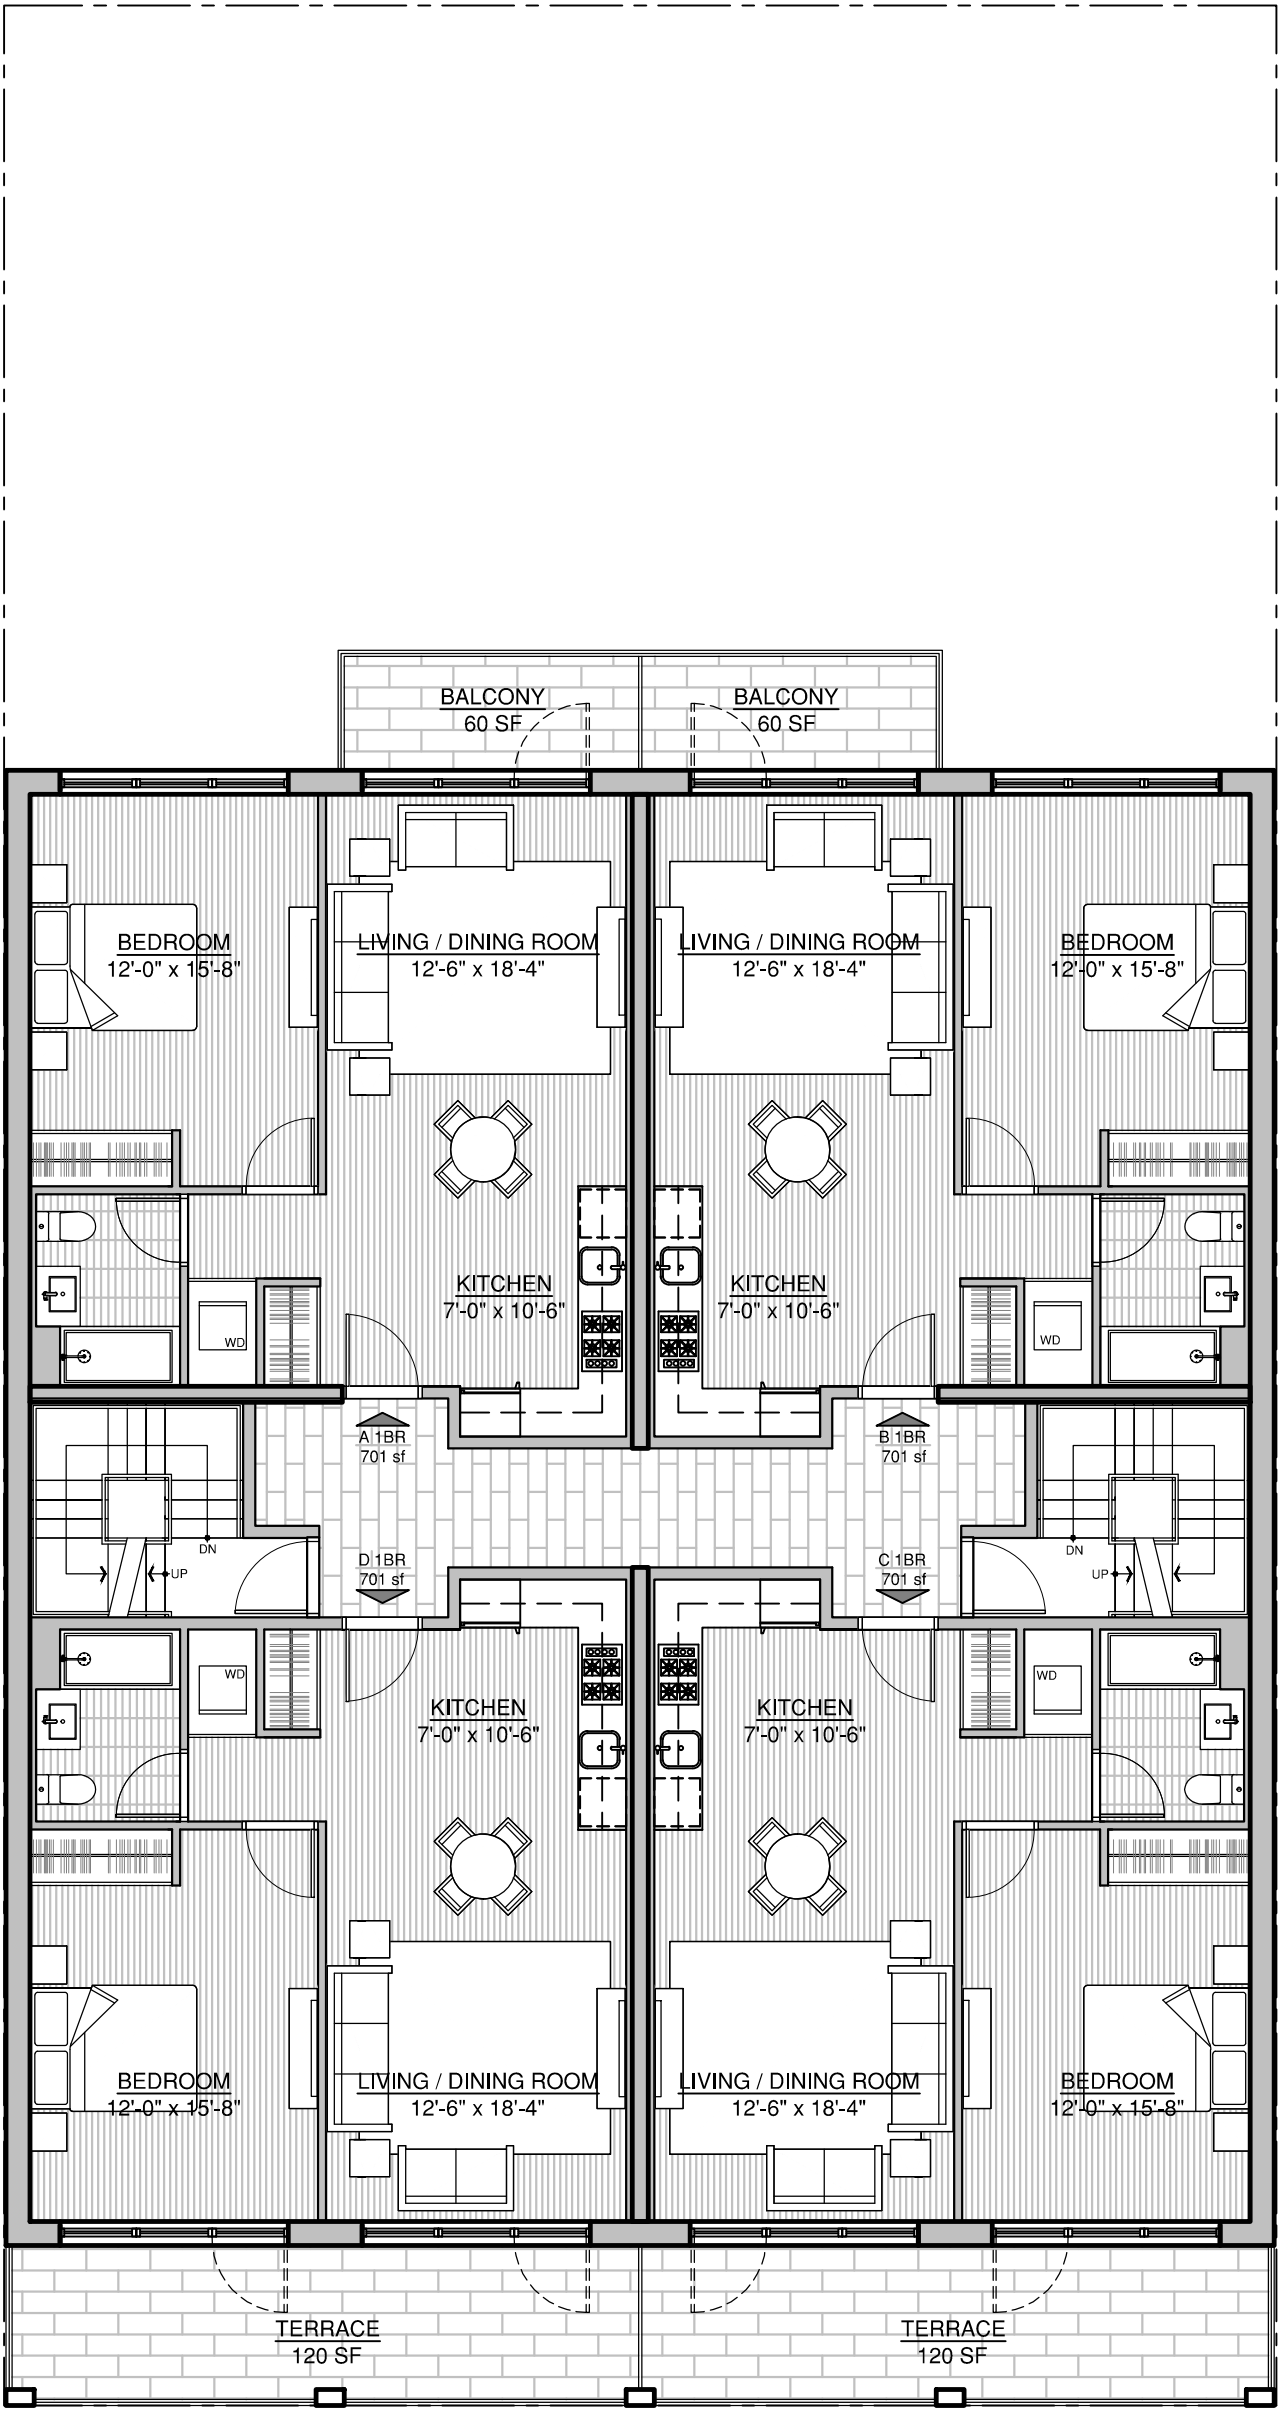 BALCONY
60 SF
BALCONY
60 SF
BEDROOM
12'-0" x 15'-8"
LIVING / DINING ROOM
12'-6" x 18'-4"
LIVING / DINING ROOM
12'-6" x 18'-4"
BEDROOM
12'-0" x 15'-8"
KITCHEN
7'-0" x 10'-6"
KITCHEN
7'-0" x 10'-6"
WD
WD
A 1BR
701 sf
B 1BR
701 sf
DN
UP
D 1BR
701 sf
C 1BR
701 sf
DN
UP
WD
WD
KITCHEN
7'-0" x 10'-6"
KITCHEN
7'-0" x 10'-6"
BEDROOM
12'-0" x 15'-8"
LIVING / DINING ROOM
12'-6" x 18'-4"
LIVING / DINING ROOM
12'-6" x 18'-4"
BEDROOM
12'-0" x 15'-8"
TERRACE
120 SF
TERRACE
120 SF